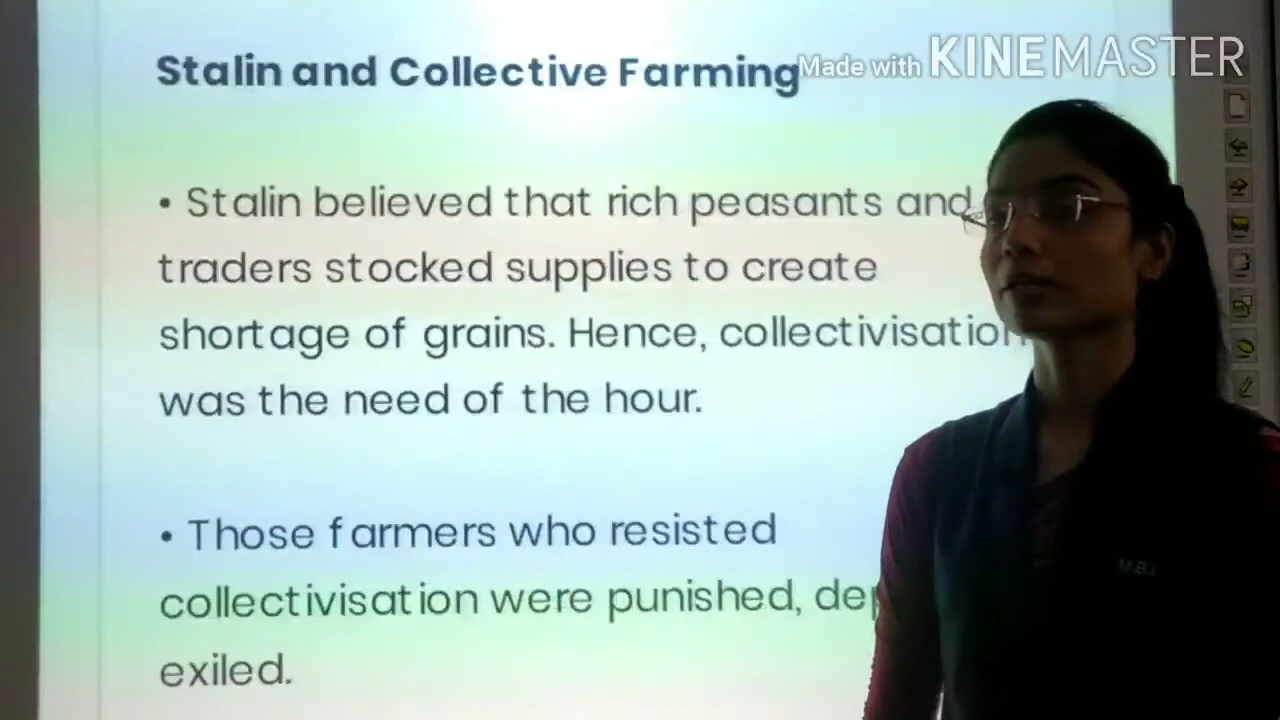 Stalin and Collective Farming
Made with KINEMASTER
• Stalin believed that rich peasants and
traders stocked supplies to create
shortage of grains. Hence, collectivisation
was the need of the hour.
• Those farmers who resisted
collectivisation were punished,
exiled.